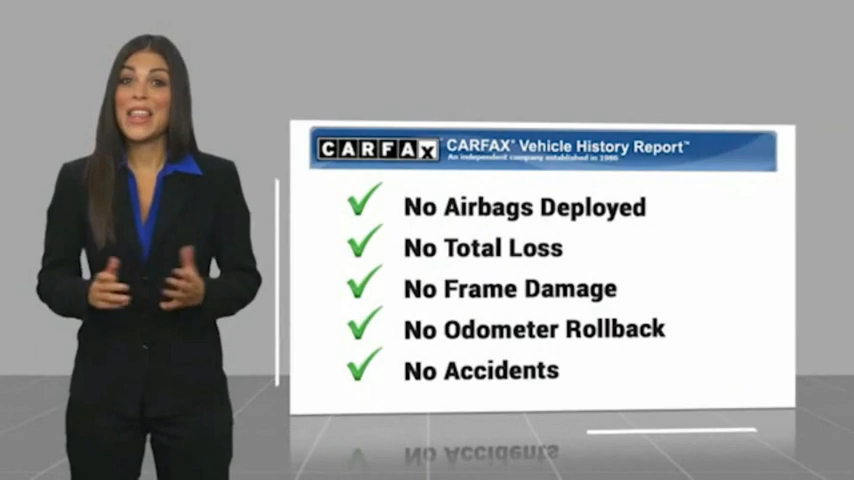 CARFAX CARFAX® Vehicle History Report™
An independent company established in 1986
No Airbags Deployed
No Total Loss
No Frame Damage
No Odometer Rollback
No Accidents
No Accidents